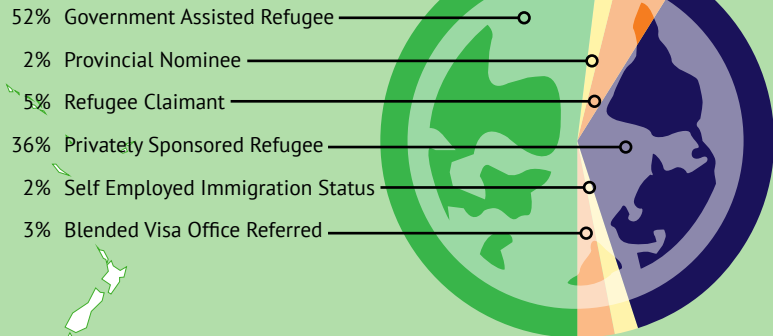 52% Government Assisted Refugee
2% Provincial Nominee
5% Refugee Claimant
36% Privately Sponsored Refugee
2% Self Employed Immigration Status
3% Blended Visa Office Referred